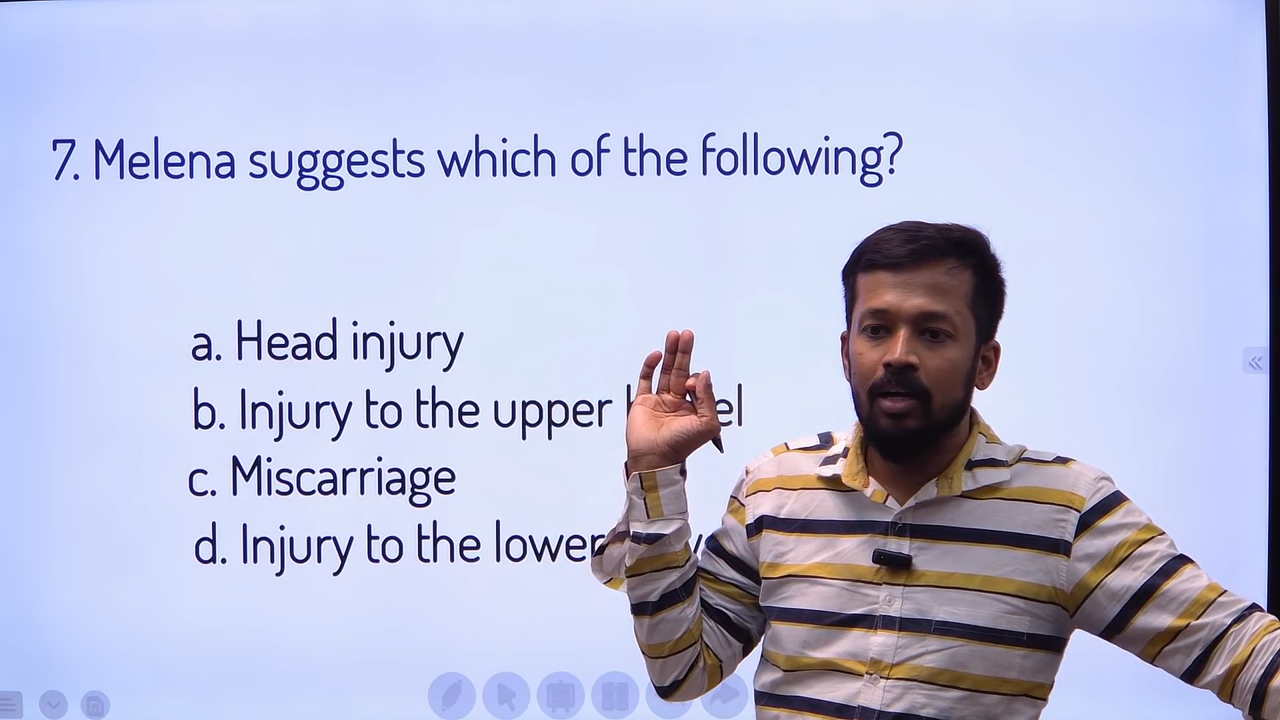 7. Melena suggests which of the following?
a. Head injury
b. Injury to the upper
c. Miscarriage
d. Injury to the lower